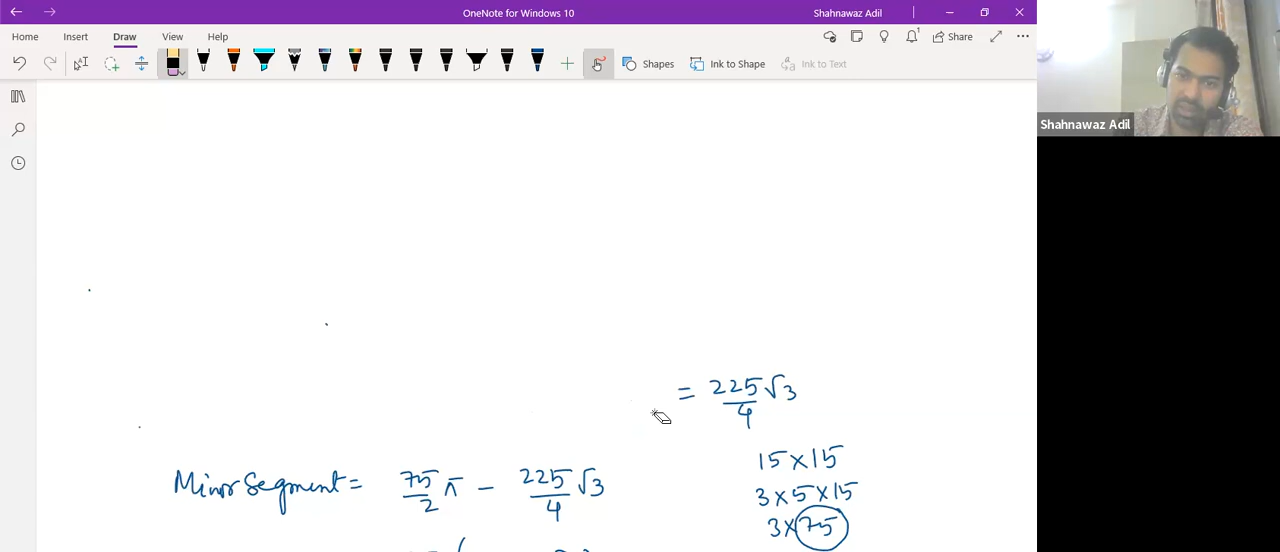 OneNote for Windows 10
Shahnawaz Adil
Home Insert Draw View Help
Share
Shapes
Ink to Shape
Ink to Text
Shahnawaz Adil
= 225/4 √3
15×15
Minor Segment = 75/2 π − 225/4 √3
3×5×15
3×75